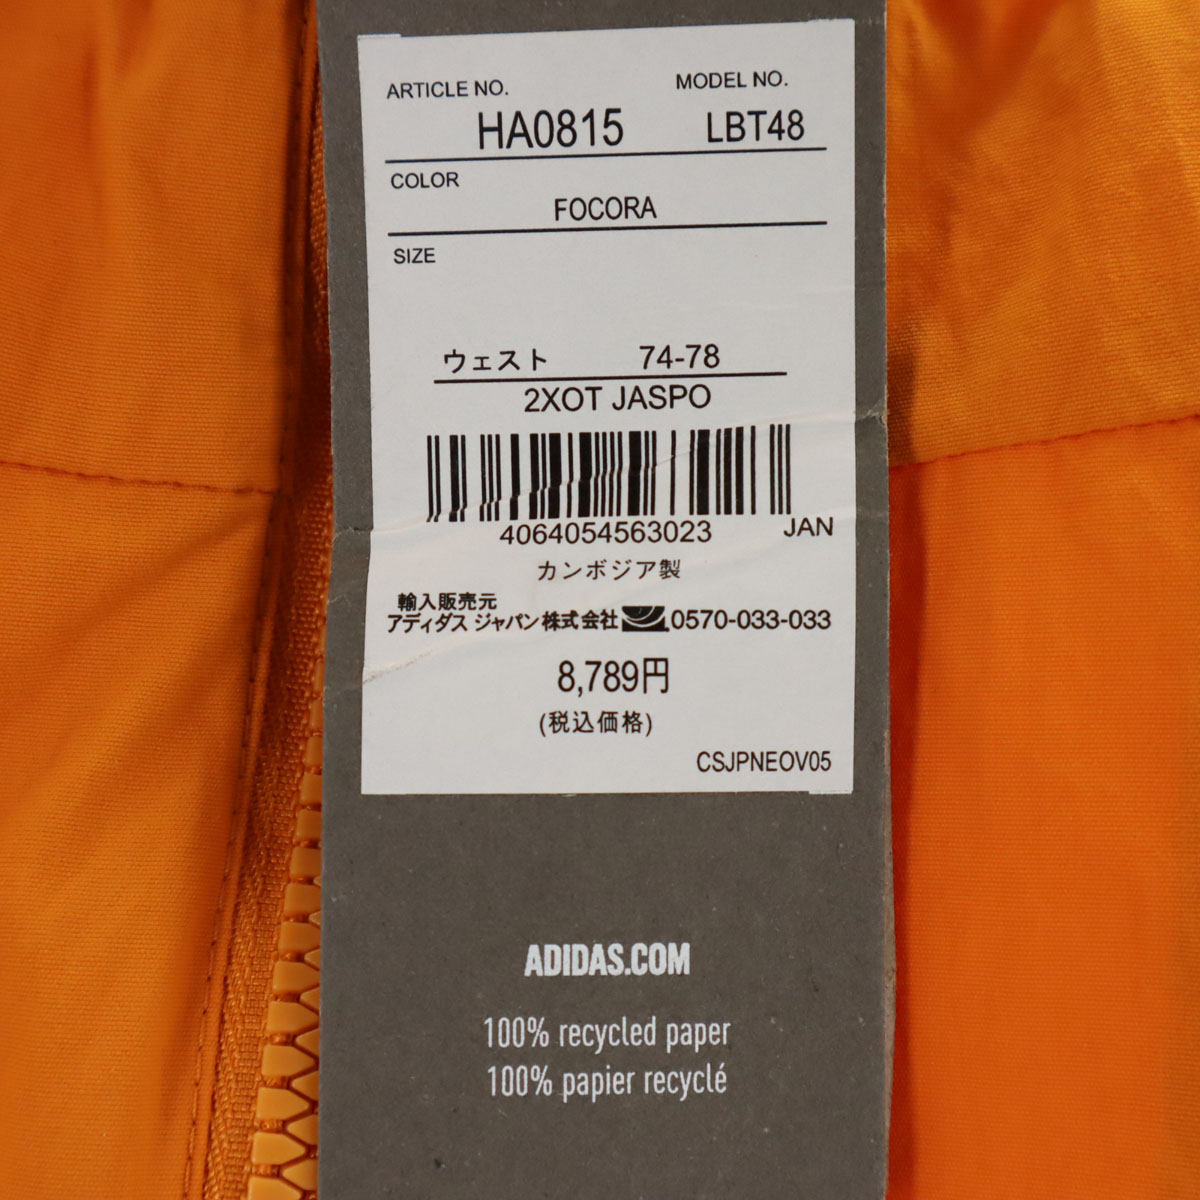 ARTICLE NO. MODEL NO.
HA0815 LBT48
COLOR
FOCORA
SIZE
ウェスト 74-78
2XOT JASPO
4064054563023 JAN
カンボジア製
輸入販売元
アディダス ジャパン株式会社 0570-033-033
8,789円
(税込価格)
CSJPNEOV05
ADIDAS.COM
100% recycled paper
100% papier recyclé